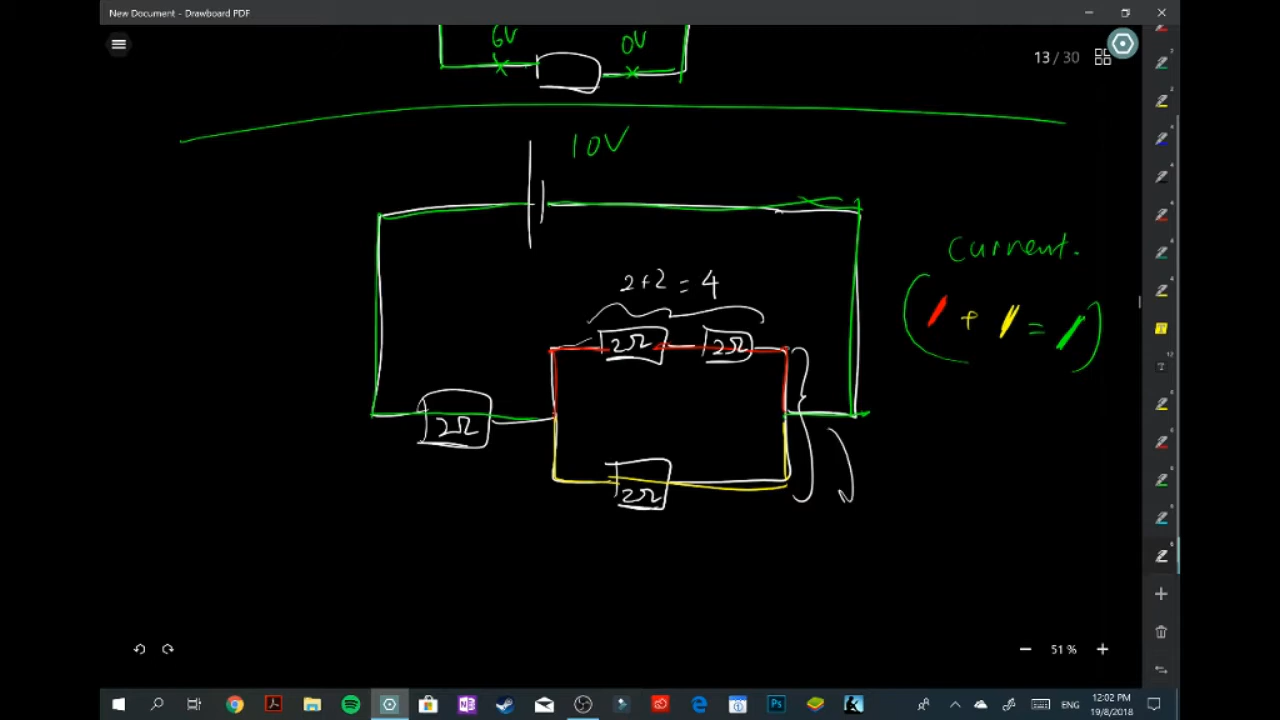 New Document - Drawboard PDF
6V
0V
13 / 30
10V
Current.
2+2 = 4
2Ω
2Ω
( + = )
2Ω
2Ω
51 %
ENG
12:02 PM
19/8/2018